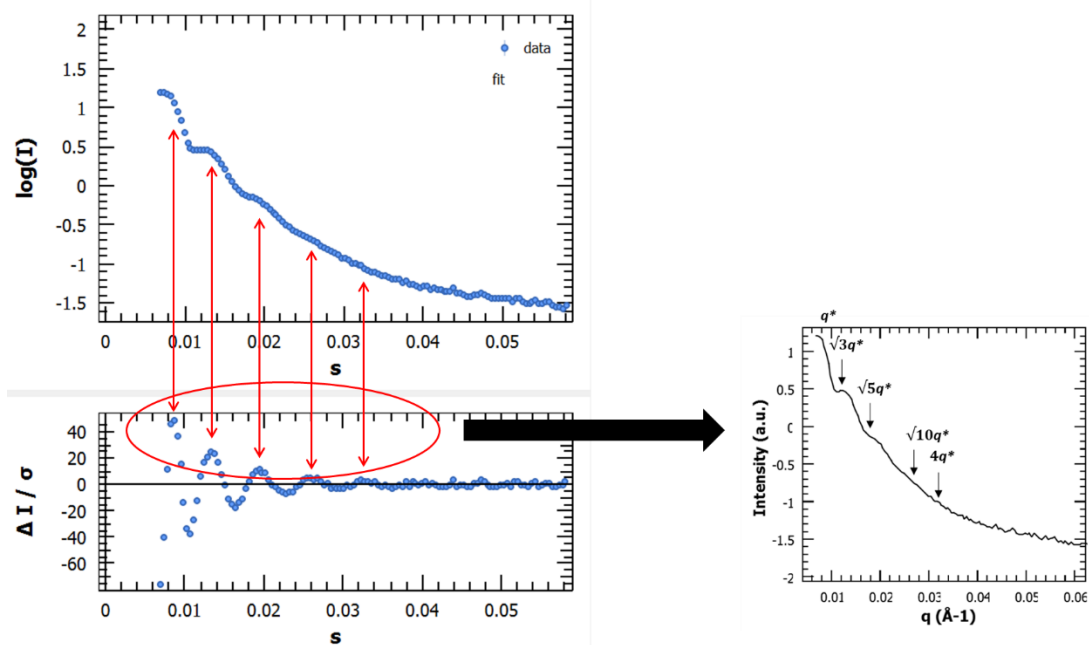 2
1.5
1
0.5
0
-0.5
-1
-1.5
log(I)
data
fit
0 0.01 0.02 0.03 0.04 0.05
s
40
20
0
-20
-40
-60
Δ I / σ
0 0.01 0.02 0.03 0.04 0.05
s
q*
√3q*
√5q*
√10q*
4q*
1
0.5
0
-0.5
-1
-1.5
-2
Intensity (a.u.)
0.01 0.02 0.03 0.04 0.05 0.06
q (Å-1)